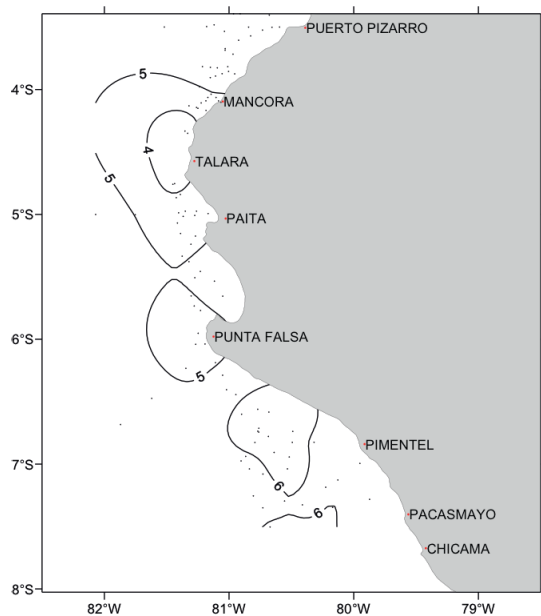 PUERTO PIZARRO
5
4°S
MANCORA
4
TALARA
5
5°S
PAITA
6°S
PUNTA FALSA
5
PIMENTEL
7°S
6
6
PACASMAYO
CHICAMA
8°S
82°W 81°W 80°W 79°W